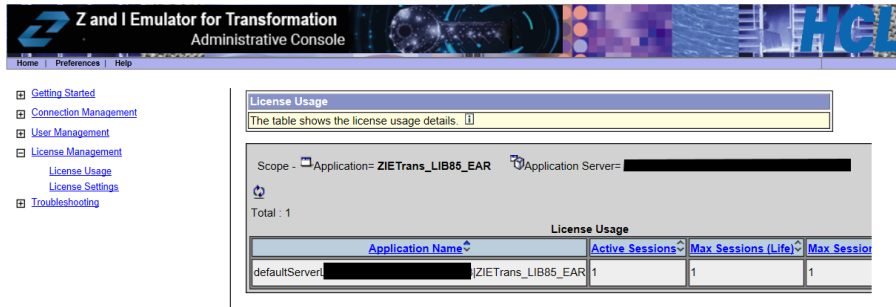 Z and I Emulator for Transformation
Administrative Console
HCL
Home | Preferences | Help
Getting Started
Connection Management
User Management
License Management
License Usage
License Settings
Troubleshooting
License Usage
The table shows the license usage details.
Scope - Application= ZIETrans_LIB85_EAR Application Server=
Total : 1
License Usage
Application Name Active Sessions Max Sessions (Life) Max Session
defaultServer |ZIETrans_LIB85_EAR 1 1 1